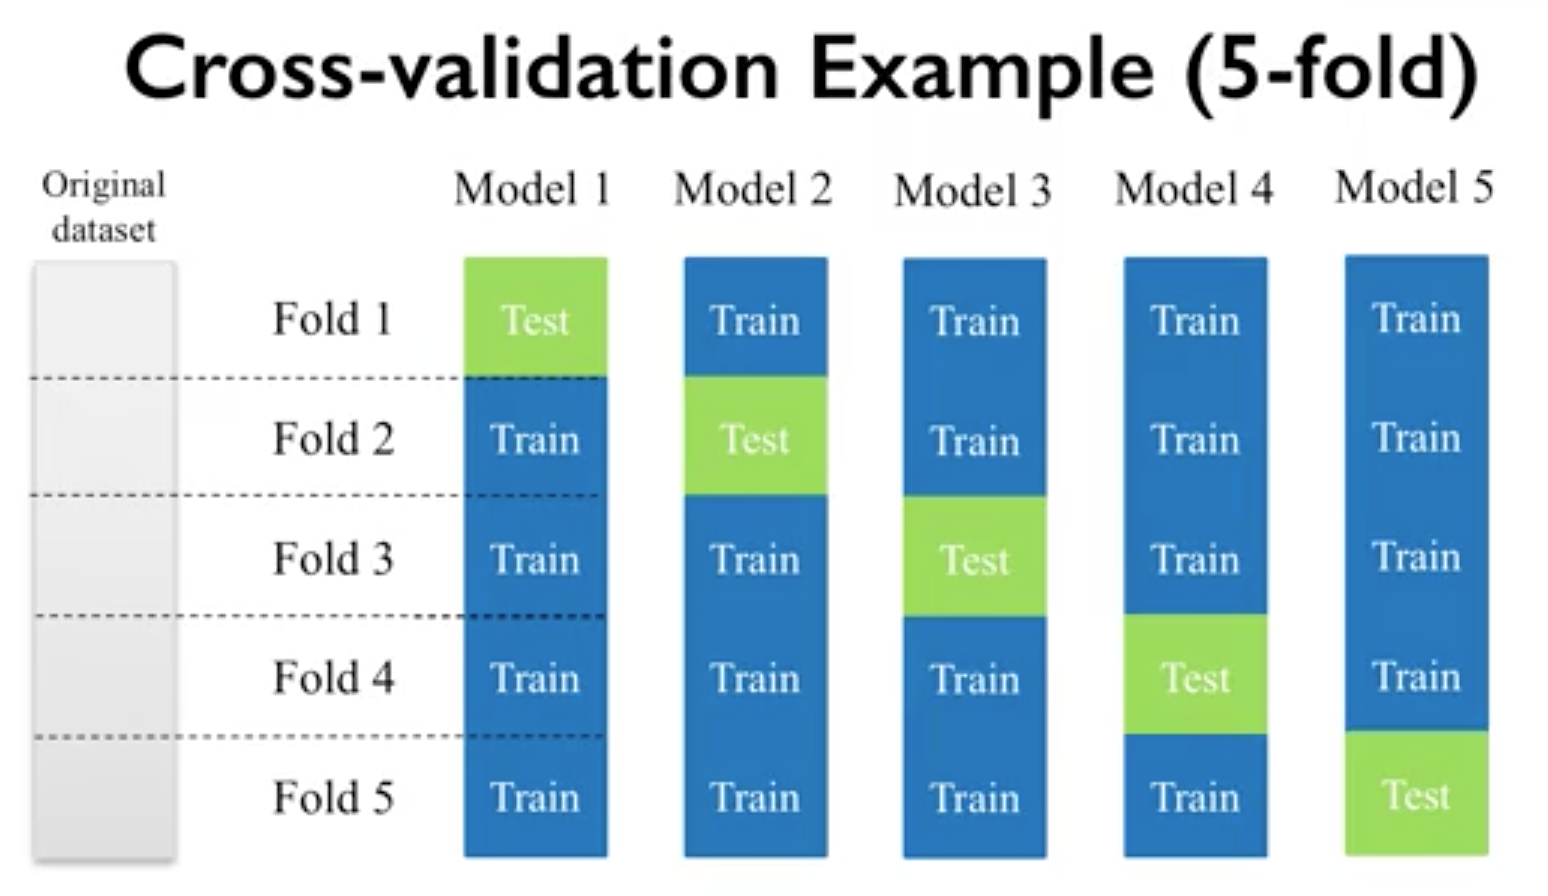 Cross-validation Example (5-fold)
Original
dataset
Model 1 Model 2 Model 3 Model 4 Model 5
Fold 1 Test Train Train Train Train
Fold 2 Train Test Train Train Train
Fold 3 Train Train Test Train Train
Fold 4 Train Train Train Test Train
Fold 5 Train Train Train Train Test